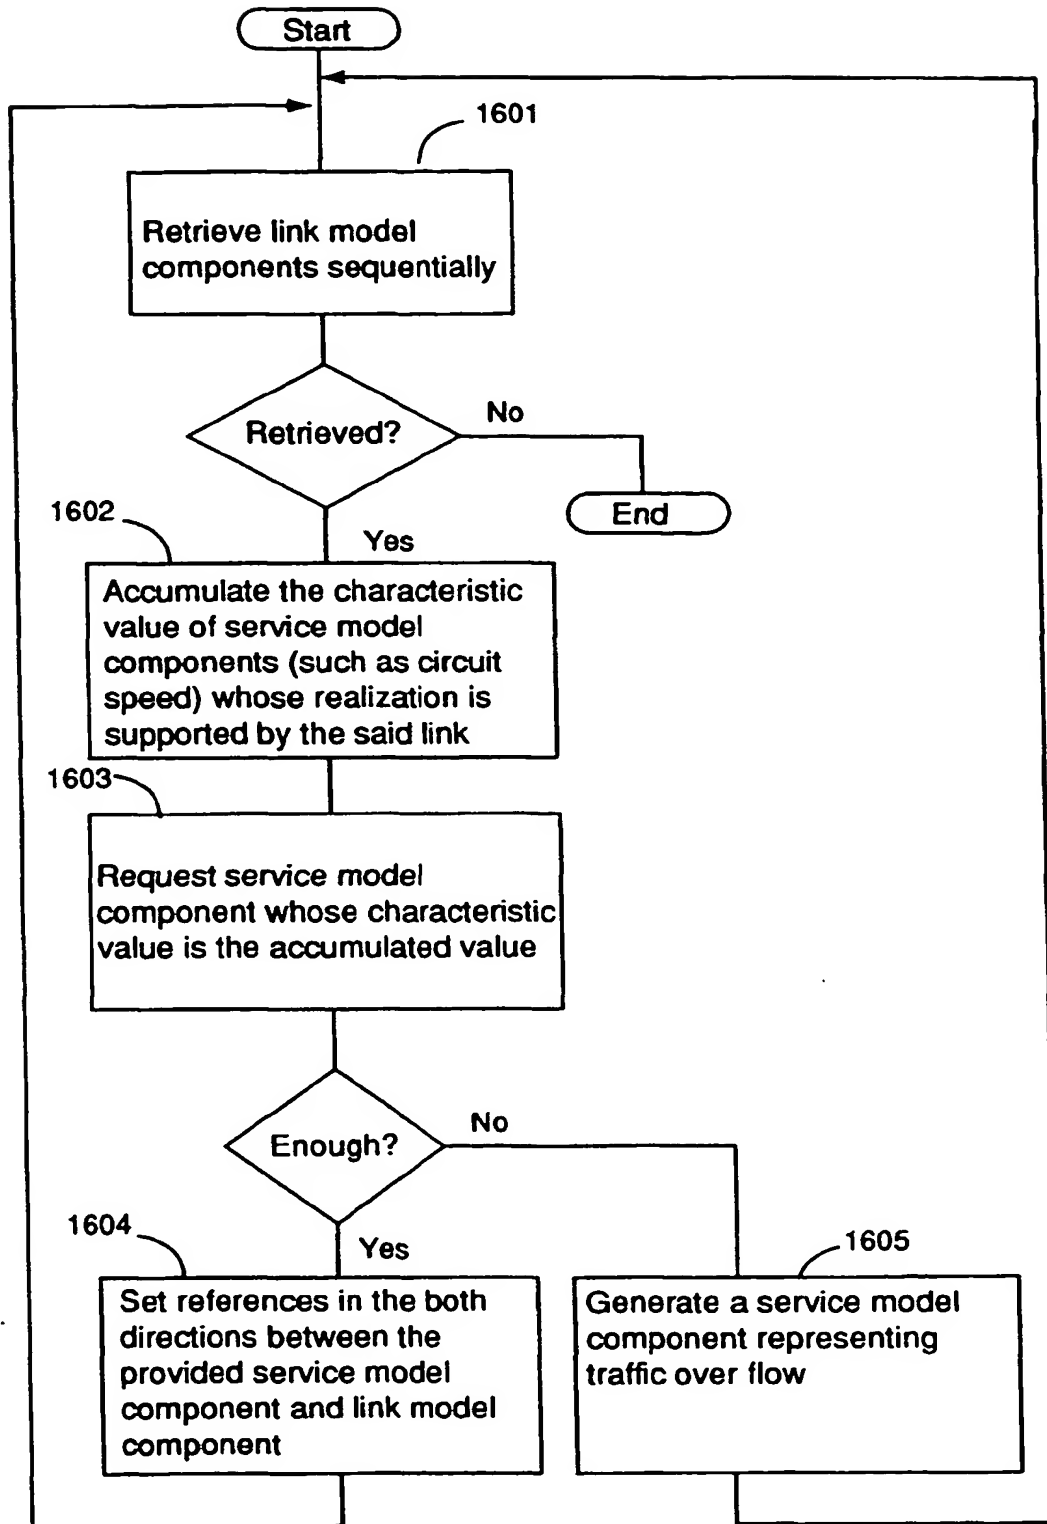 Start
1601
Retrieve link model
components sequentially
Retrieved?
No
End
1602
Yes
Accumulate the characteristic
value of service model
components (such as circuit
speed) whose realization is
supported by the said link
1603
Request service model
component whose characteristic
value is the accumulated value
Enough?
No
1604
Yes
1605
Set references in the both
directions between the
provided service model
component and link model
component
Generate a service model
component representing
traffic over flow